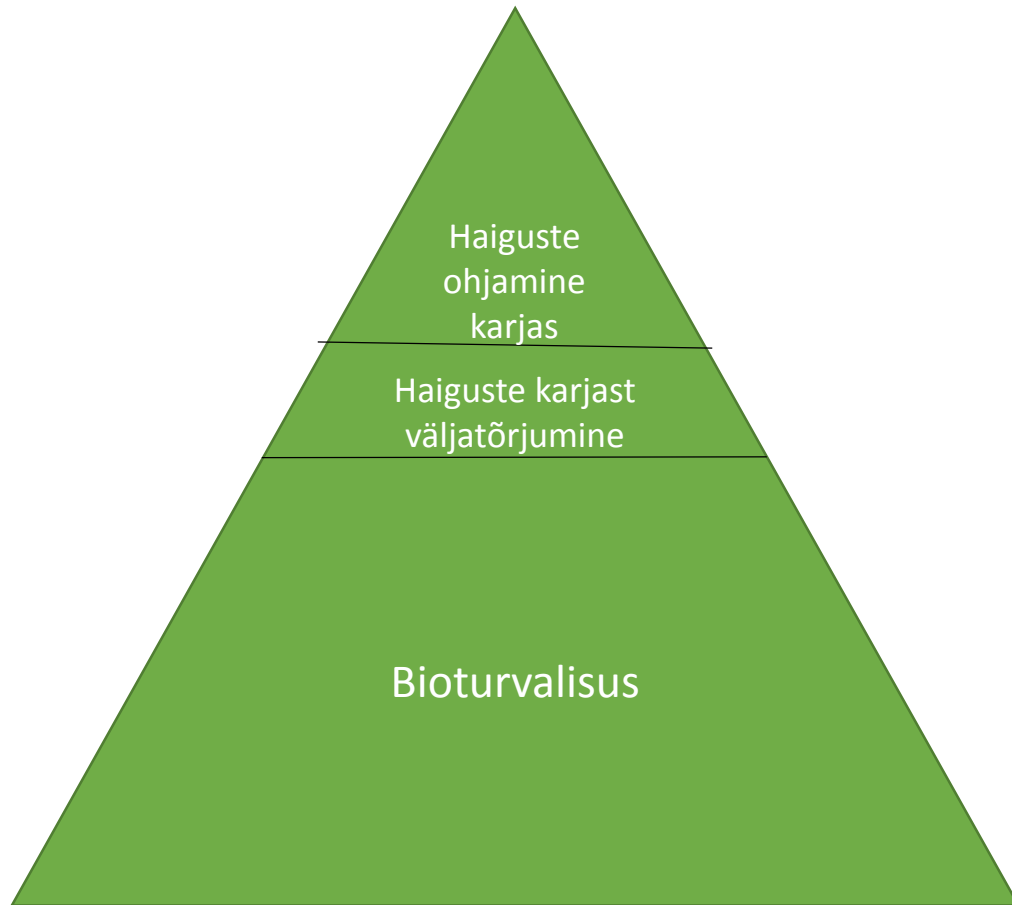 Haiguste
ohjamine
karjas
Haiguste karjast
väljatõrjumine
Bioturvalisus